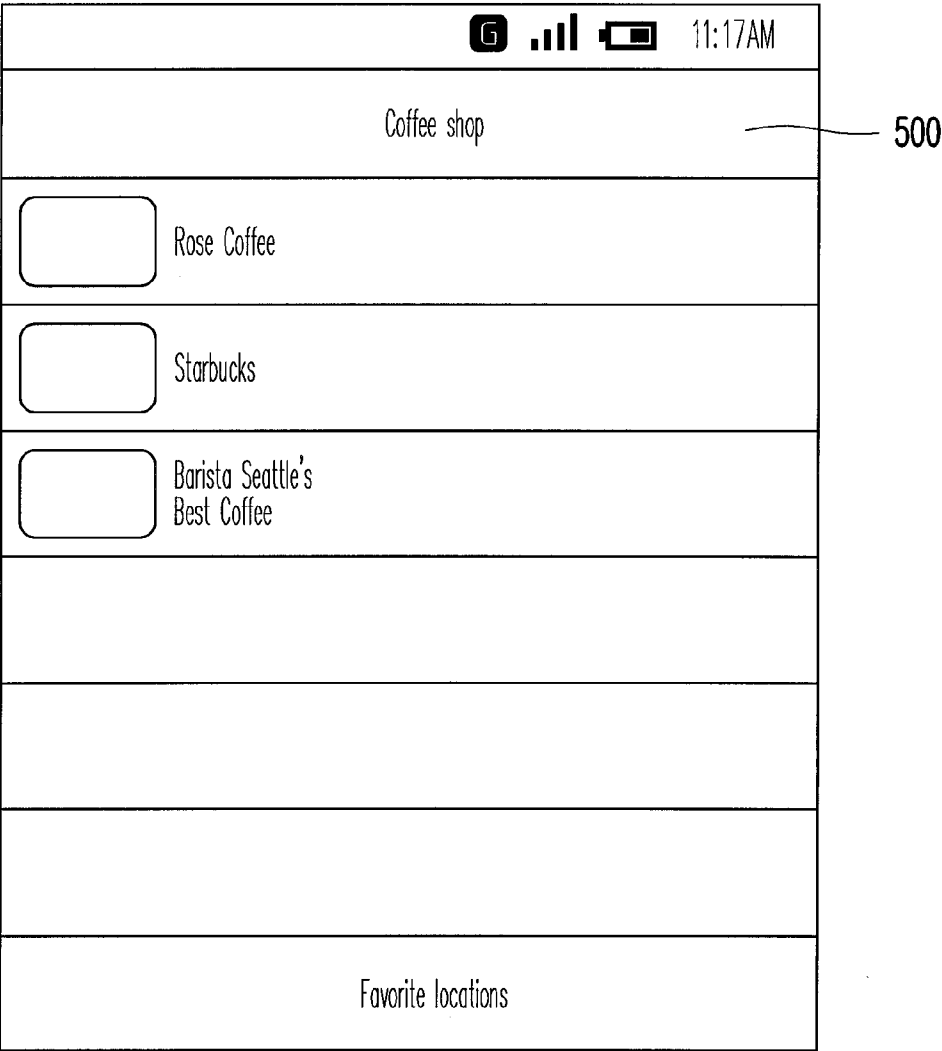 G 11:17AM
Coffee shop
500
Rose Coffee
Starbucks
Barista Seattle's
Best Coffee
Favorite locations